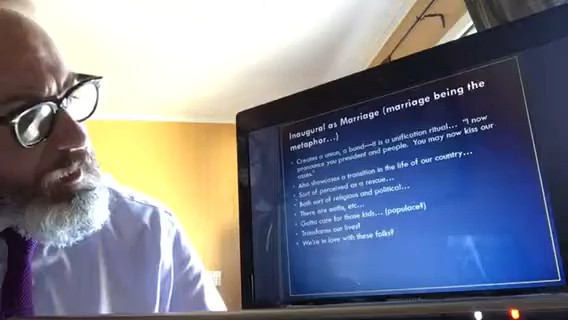 Inaugural as Marriage (marriage being the
metaphor...)
• Creates a union, a bond—it is a unification ritual... "I now
pronounce you president and people. You may now kiss our
asses."
• Also showcases a transition in the life of our country...
• Sort of perceived as a rescue...
• Both sort of religious and political...
• There are oaths, etc...
• Gotta care for those kids... (populace?)
• Transforms our lives?
• We're in love with these folks?